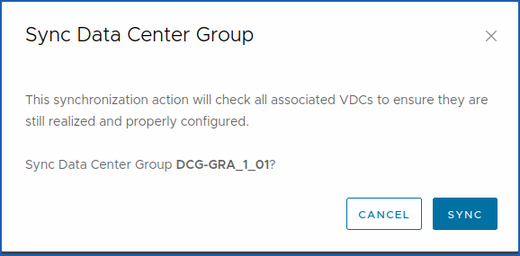 Sync Data Center Group
This synchronization action will check all associated VDCs to ensure they are
still realized and properly configured.
Sync Data Center Group DCG-GRA_1_01?
CANCEL
SYNC